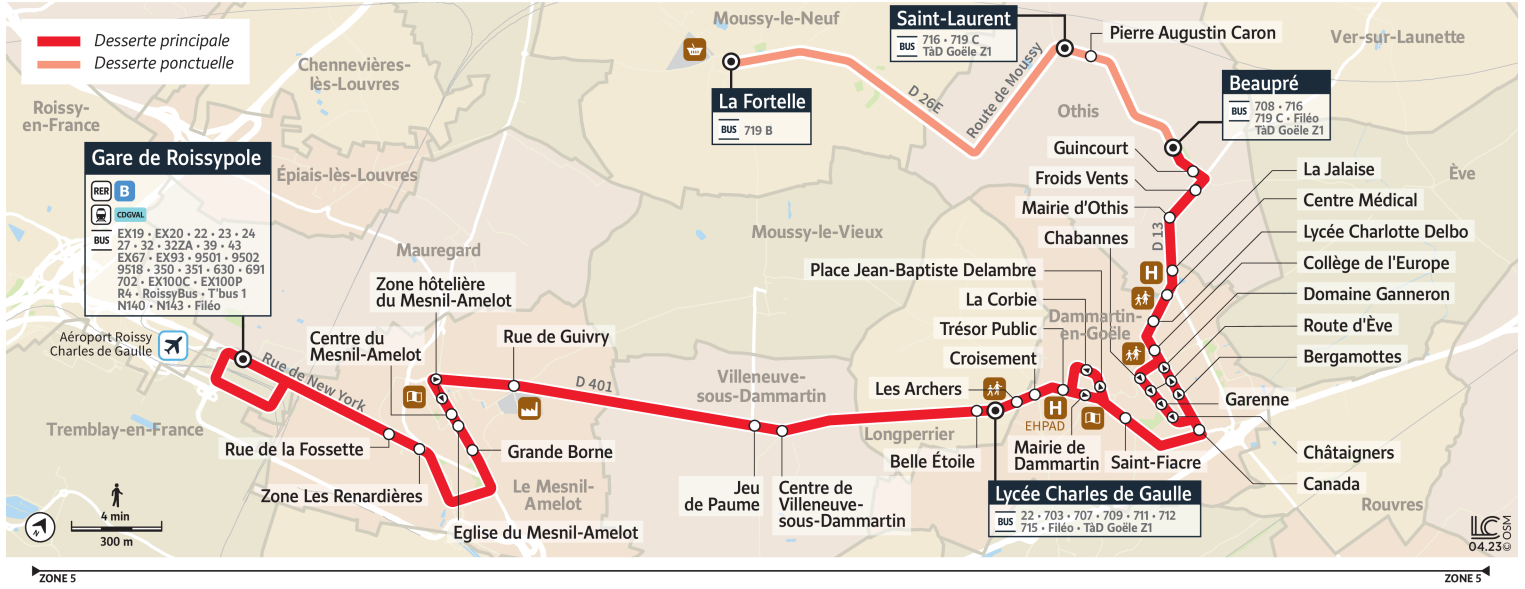 Desserte principale
Desserte ponctuelle
Moussy-le-Neuf
Saint-Laurent
BUS
716 • 719 C
TàD Goële Z1
Pierre Augustin Caron
Ver-sur-Launette
Chennevières-
lès-Louvres
Roissy-
en-France
La Fortelle
BUS
719 B
D 26E
Route de Moussy
Othis
Beaupré
BUS
708 • 716
719 C • Filéo
TàD Goële Z1
Gare de Roissypole
RER
B
CDGVAL
BUS
EX19 • EX20 • 22 • 23 • 24
27 • 32 • 32ZA • 39 • 43
EX67 • EX93 • 9501 • 9502
9518 • 350 • 351 • 630 • 691
702 • EX100C • EX100P
R4 • RoissyBus • T'bus 1
N140 • N143 • Filéo
Épiais-lès-Louvres
Guincourt
Froids Vents
Mairie d'Othis
D 13
Chabannes
Place Jean-Baptiste Delambre
La Corbie
Trésor Public
Croisement
Les Archers
La Jalaise
Centre Médical
Lycée Charlotte Delbo
Collège de l'Europe
Domaine Ganneron
Route d'Ève
Bergamottes
Garenne
Châtaigners
Canada
Ève
Mauregard
Moussy-le-Vieux
H
Dammartin-
en-Goële
Zone hôtelière
du Mesnil-Amelot
Centre du
Mesnil-Amelot
Rue de Guivry
Aéroport Roissy
Charles de Gaulle
Rue de New York
D 401
Villeneuve-
sous-Dammartin
Tremblay-en-France
Rue de la Fossette
Zone Les Renardières
Grande Borne
Le Mesnil-
Amelot
Eglise du Mesnil-Amelot
Jeu
de Paume
Centre de
Villeneuve-
sous-Dammartin
Longperrier
Belle Étoile
H
EHPAD
Mairie de
Dammartin
Saint-Fiacre
Lycée Charles de Gaulle
BUS
22 • 703 • 707 • 709 • 711 • 712
715 • Filéo • TàD Goële Z1
Rouvres
4 min
300 m
LC
04.23 © OSM
ZONE 5
ZONE 5